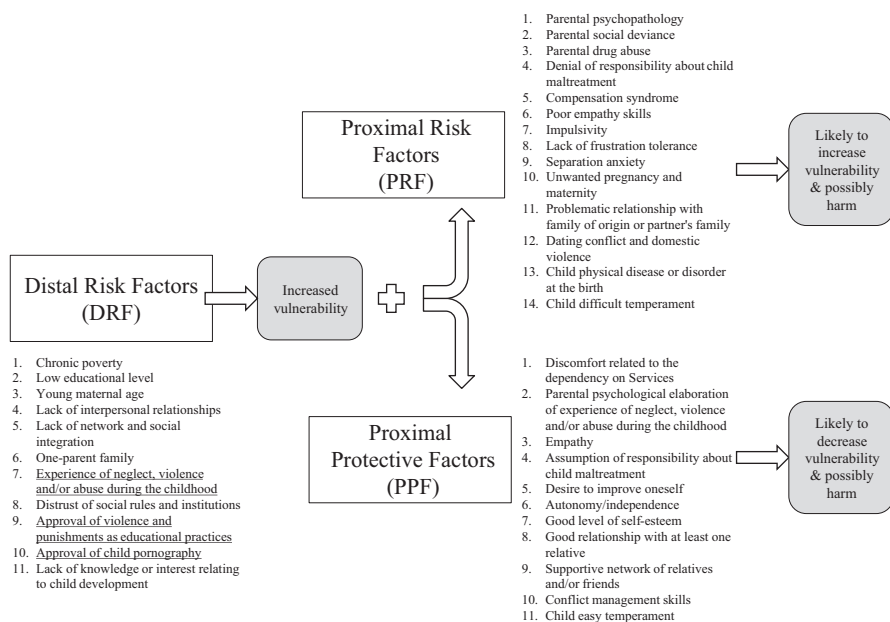 Distal Risk Factors
(DRF)
1. Chronic poverty
2. Low educational level
3. Young maternal age
4. Lack of interpersonal relationships
5. Lack of network and social
integration
6. One-parent family
7. Experience of neglect, violence
and/or abuse during the childhood
8. Distrust of social rules and institutions
9. Approval of violence and
punishments as educational practices
10. Approval of child pornography
11. Lack of knowledge or interest relating
to child development
Increased
vulnerability
Proximal Risk
Factors
(PRF)
1. Parental psychopathology
2. Parental social deviance
3. Parental drug abuse
4. Denial of responsibility about child
maltreatment
5. Compensation syndrome
6. Poor empathy skills
7. Impulsivity
8. Lack of frustration tolerance
9. Separation anxiety
10. Unwanted pregnancy and
maternity
11. Problematic relationship with
family of origin or partner's family
12. Dating conflict and domestic
violence
13. Child physical disease or disorder
at the birth
14. Child difficult temperament
Likely to
increase
vulnerability
& possibly
harm
Proximal
Protective Factors
(PPF)
1. Discomfort related to the
dependency on Services
2. Parental psychological elaboration
of experience of neglect, violence
and/or abuse during the childhood
3. Empathy
4. Assumption of responsibility about
child maltreatment
5. Desire to improve oneself
6. Autonomy/independence
7. Good level of self-esteem
8. Good relationship with at least one
relative
9. Supportive network of relatives
and/or friends
10. Conflict management skills
11. Child easy temperament
Likely to
decrease
vulnerability
& possibly
harm